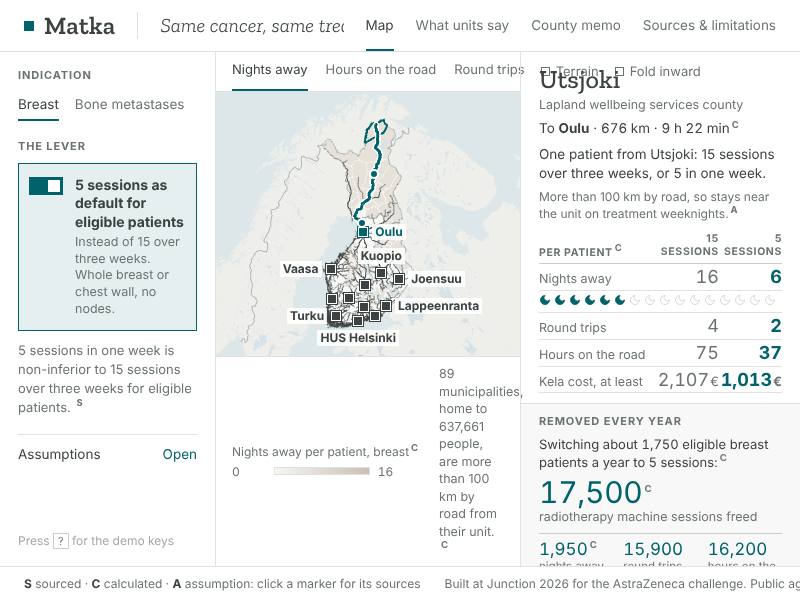 Matka
Same cancer, same trea
Map
What units say
County memo
Sources & limitations
INDICATION
Breast
Bone metastases
THE LEVER
5 sessions as
default for
eligible patients
Instead of 15 over
three weeks.
Whole breast or
chest wall, no
nodes.
5 sessions in one week is
non-inferior to 15 sessions
over three weeks for eligible
patients. S
Assumptions
Open
Press ? for the demo keys
Nights away
Hours on the road
Round trips
Terrain
Fold inward
Oulu
Kuopio
Vaasa
Joensuu
Lappeenranta
Turku
HUS Helsinki
Nights away per patient, breast C
0
16
89
municipalities,
home to
637,661
people,
are more
than 100
km by
road from
their unit.
C
Utsjoki
Lapland wellbeing services county
To Oulu · 676 km · 9 h 22 min C
One patient from Utsjoki: 15 sessions
over three weeks, or 5 in one week.
More than 100 km by road, so stays near
the unit on treatment weeknights. A
PER PATIENT C
15 SESSIONS
5 SESSIONS
Nights away 16 6
Round trips 4 2
Hours on the road 75 37
Kela cost, at least 2,107 € 1,013 €
REMOVED EVERY YEAR
Switching about 1,750 eligible breast
patients a year to 5 sessions: C
17,500 C
radiotherapy machine sessions freed
1,950 C 15,900 16,200
nights away round trips hours on the
S sourced · C calculated · A assumption: click a marker for its sources
Built at Junction 2026 for the AstraZeneca challenge. Public ag